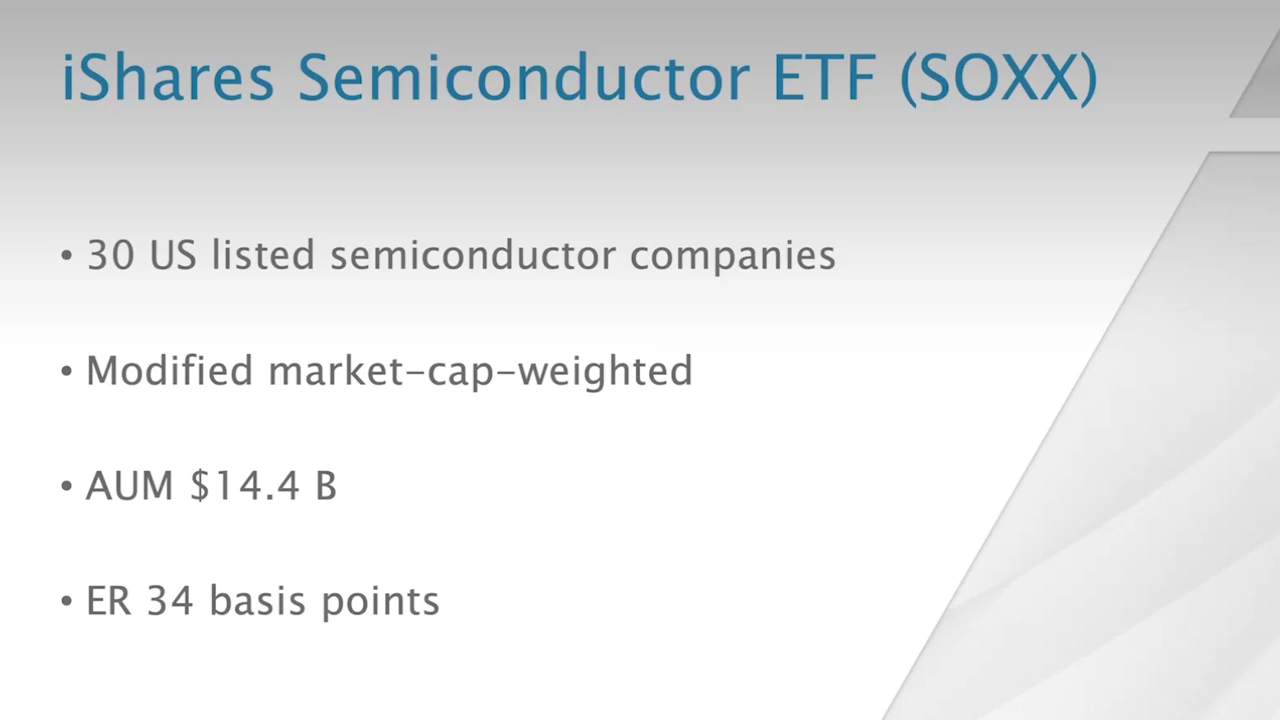 iShares Semiconductor ETF (SOXX)
• 30 US listed semiconductor companies
• Modified market-cap-weighted
• AUM $14.4 B
• ER 34 basis points